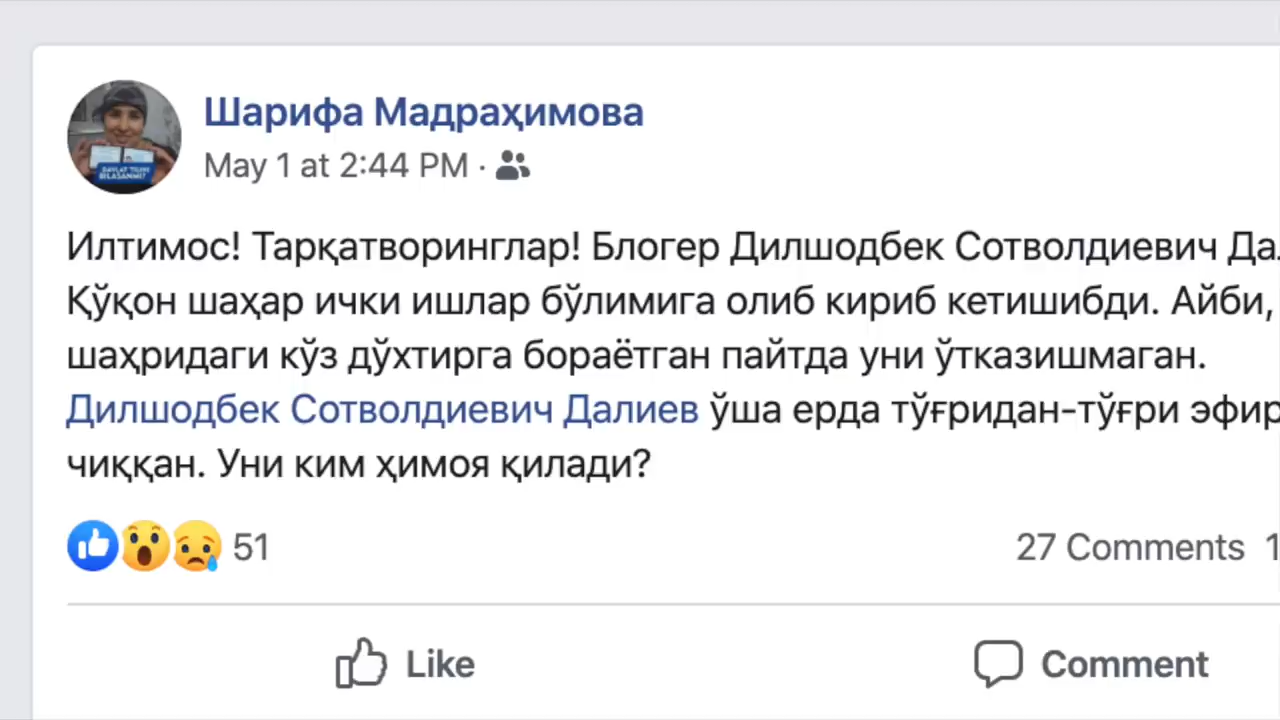 Шарифа Мадраҳимова
May 1 at 2:44 PM ·
Илтимос! Тарқатворинглар! Блогер Дилшодбек Сотволдиевич
Қўқон шаҳар ички ишлар бўлимига олиб кириб кетишибди. Айби,
шаҳридаги кўз дўхтирга бораётган пайтда уни ўтказишмаган.
Дилшодбек Сотволдиевич Далиев ўша ерда тўғридан-тўғри эфир
чиққан. Уни ким ҳимоя қилади?
51
27 Comments
Like
Comment